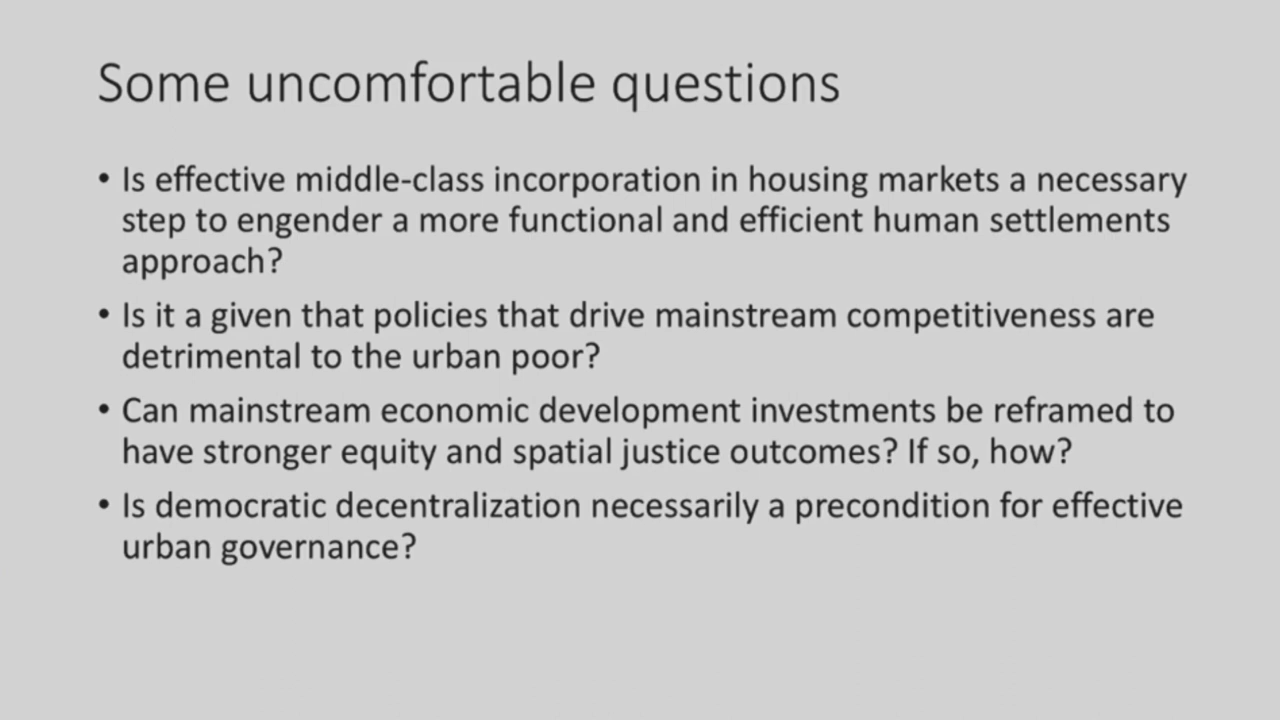 Some uncomfortable questions
• Is effective middle-class incorporation in housing markets a necessary
step to engender a more functional and efficient human settlements
approach?
• Is it a given that policies that drive mainstream competitiveness are
detrimental to the urban poor?
• Can mainstream economic development investments be reframed to
have stronger equity and spatial justice outcomes? If so, how?
• Is democratic decentralization necessarily a precondition for effective
urban governance?